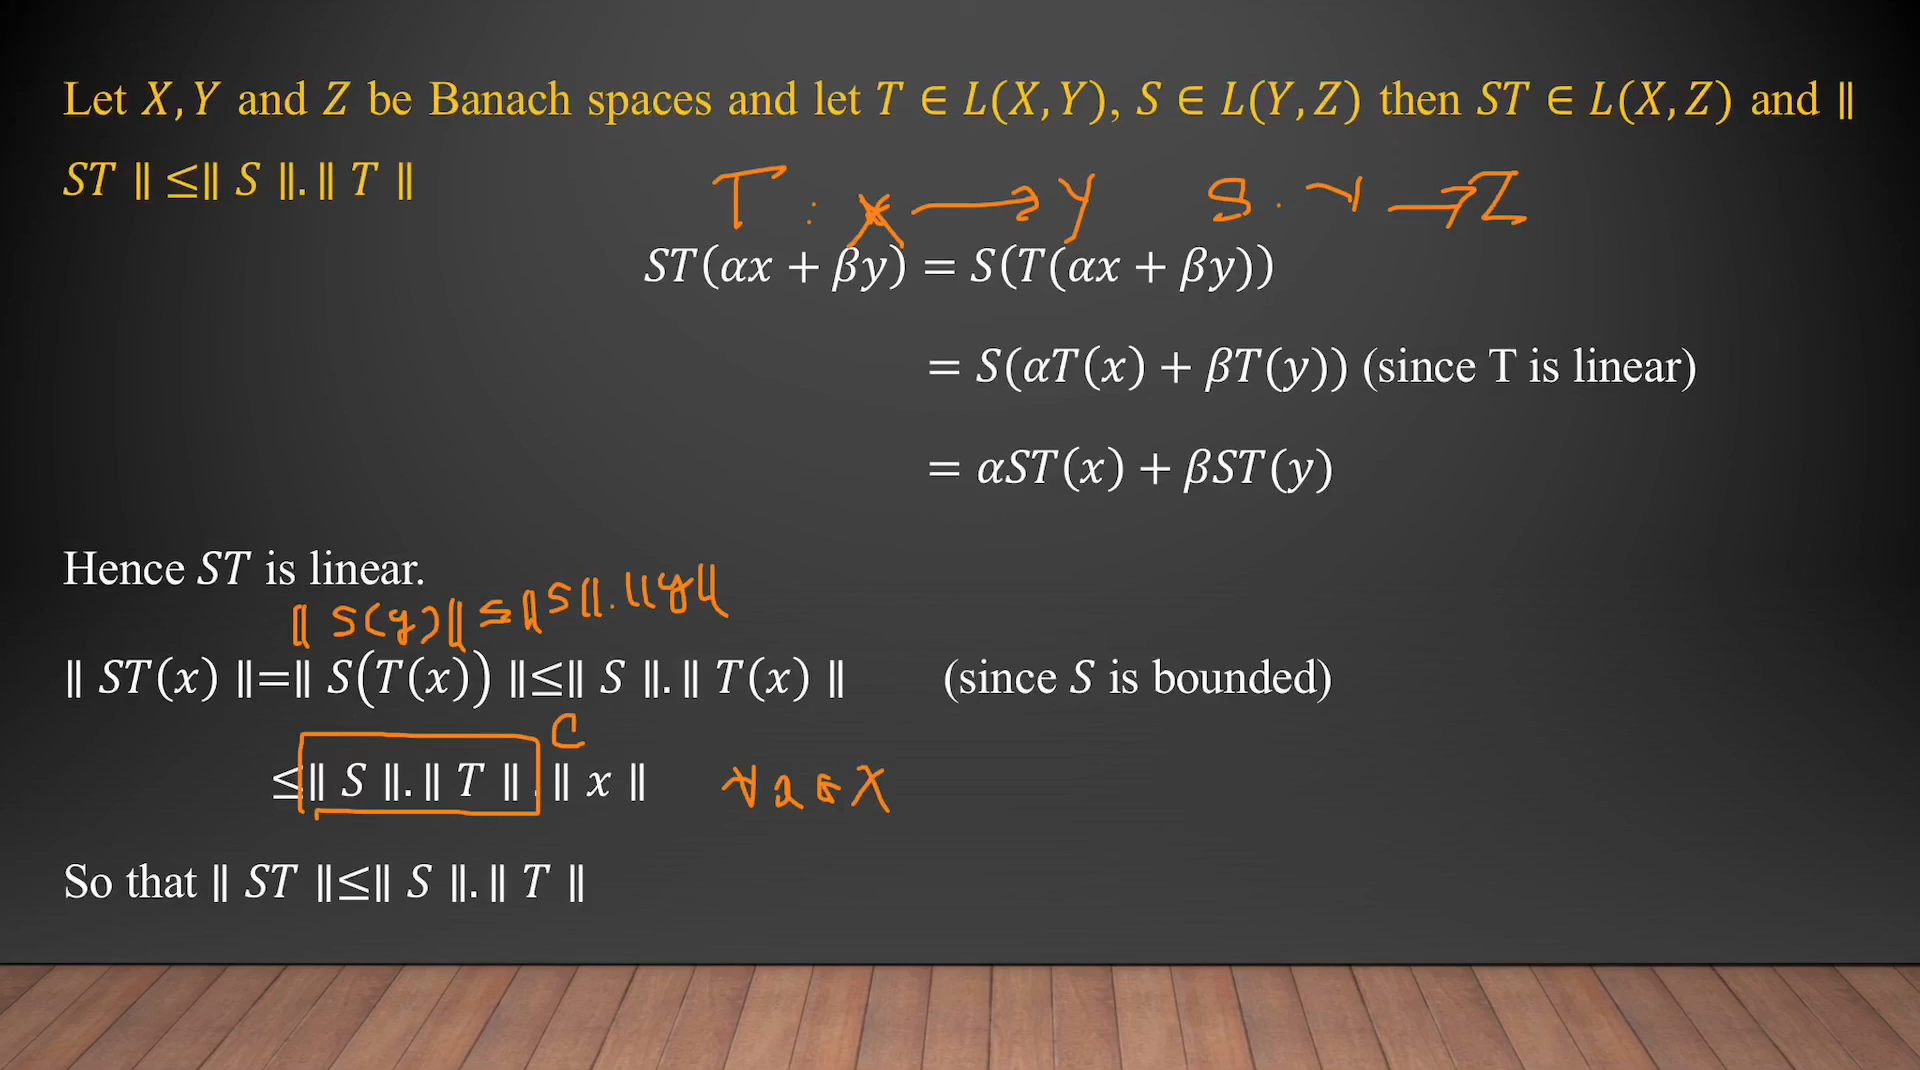 Let X, Y and Z be Banach spaces and let T ∈ L(X, Y), S ∈ L(Y, Z) then ST ∈ L(X, Z) and ∥
ST ∥ ≤∥ S ∥.∥ T ∥
T : X ⟶ Y S . Y ⟶ Z
ST(αx + βy) = S(T(αx + βy))
= S(αT(x) + βT(y)) (since T is linear)
= αST(x) + βST(y)
Hence ST is linear.
∥ S(y) ∥ ≤ ∥ S ∥ . ∥ y ∥
∥ ST(x) ∥=∥ S(T(x)) ∥≤∥ S ∥.∥ T(x) ∥ (since S is bounded)
C
≤∥ S ∥.∥ T ∥ . ∥ x ∥ ∀ x ∈ X
So that ∥ ST ∥≤∥ S ∥.∥ T ∥